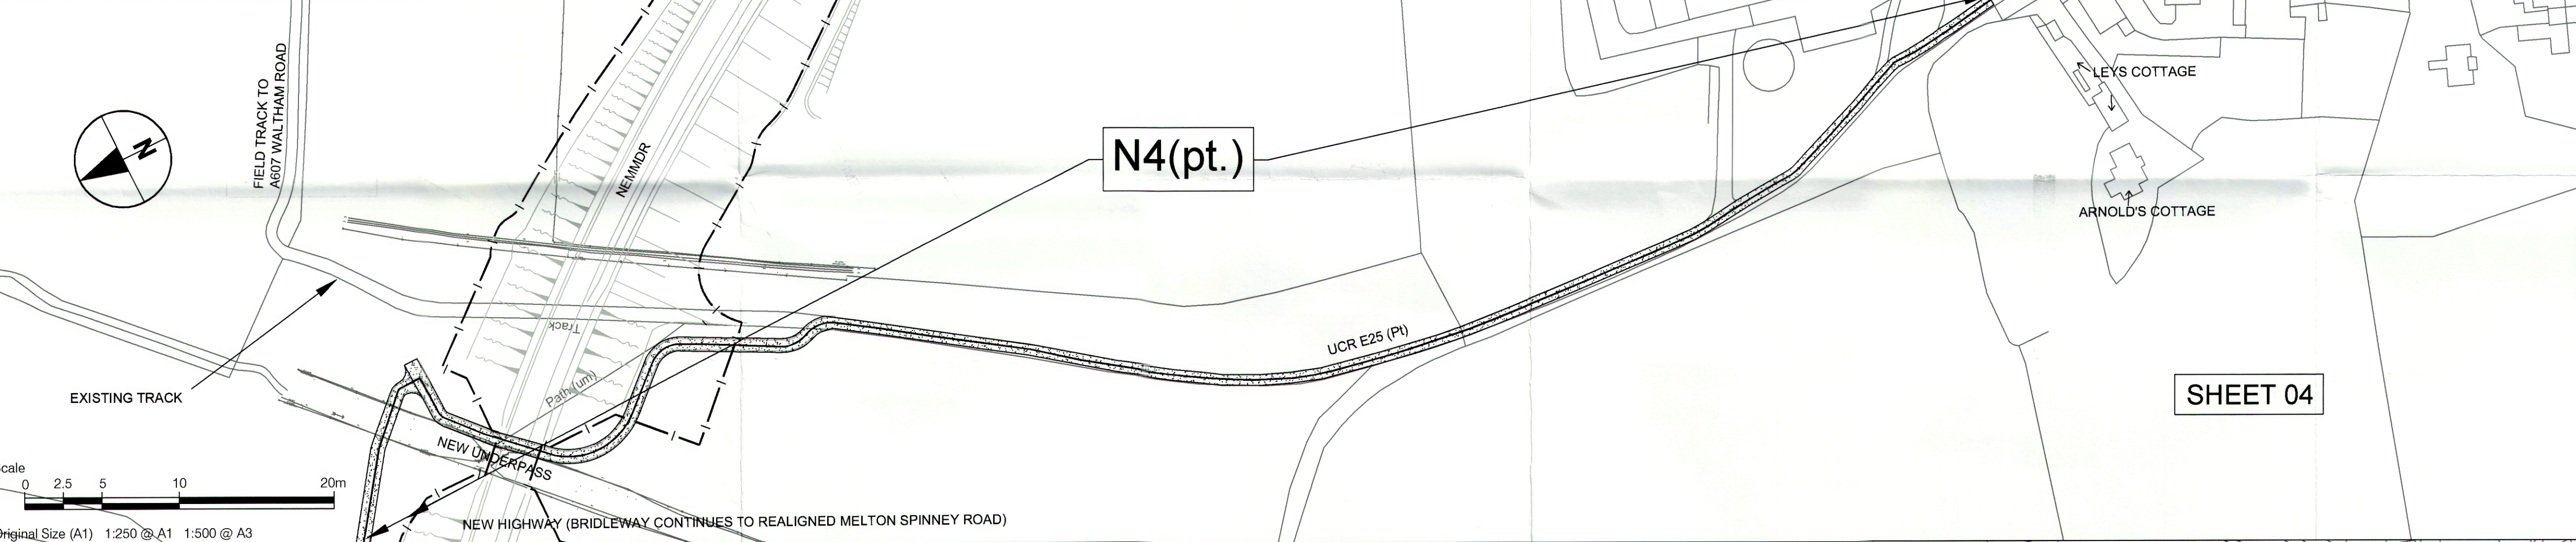 FIELD TRACK TO
A607 WALTHAM ROAD
N
NEMMDR
N4(pt.)
LEYS COTTAGE
ARNOLD'S COTTAGE
Track
UCR E25 (Pt)
Path (um)
EXISTING TRACK
SHEET 04
NEW UNDERPASS
cale
0 2.5 5 10 20m
NEW HIGHWAY (BRIDLEWAY CONTINUES TO REALIGNED MELTON SPINNEY ROAD)
Original Size (A1) 1:250 @ A1 1:500 @ A3